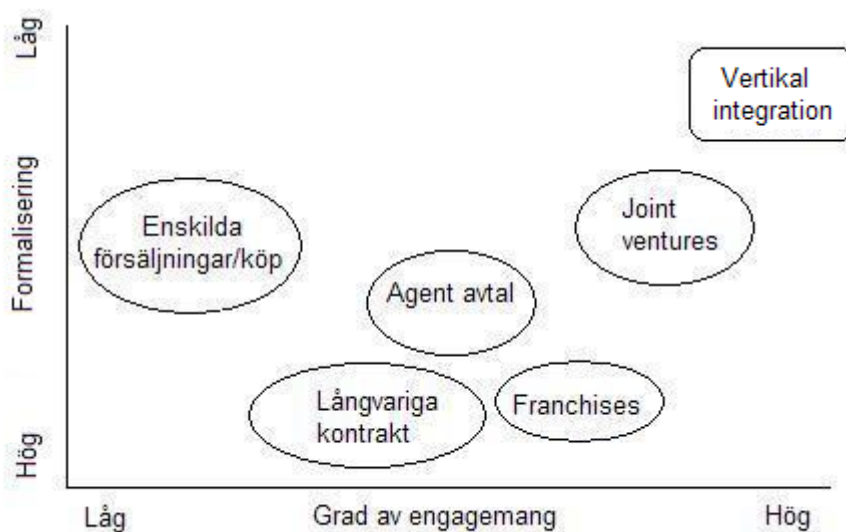 Låg
Formalisering
Hög
Vertikal
integration
Enskilda
försäljningar/köp
Joint
ventures
Agent avtal
Långvariga
kontrakt
Franchises
Låg
Grad av engagemang
Hög